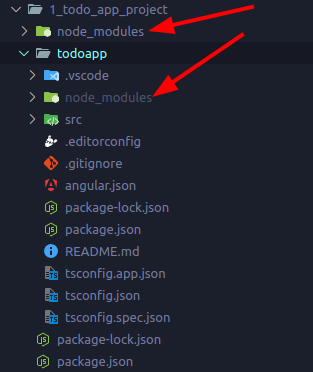 1_todo_app_project
node_modules
todoapp
.vscode
node_modules
src
.editorconfig
.gitignore
angular.json
package-lock.json
package.json
README.md
tsconfig.app.json
tsconfig.json
tsconfig.spec.json
package-lock.json
package.json